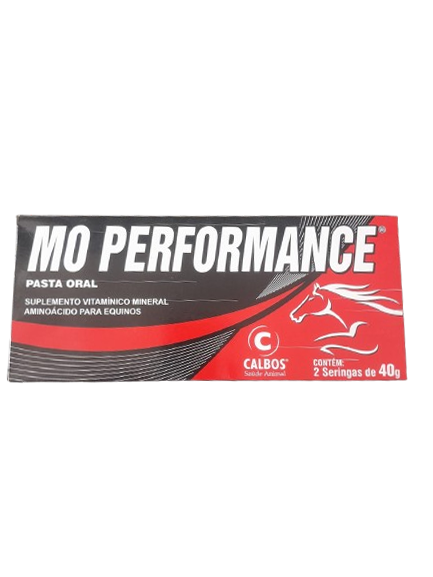 MO PERFORMANCE®
PASTA ORAL
SUPLEMENTO VITAMÍNICO MINERAL
AMINOÁCIDO PARA EQUINOS
C
CALBOS
Saúde Animal
CONTÉM:
2 Seringas de 40g